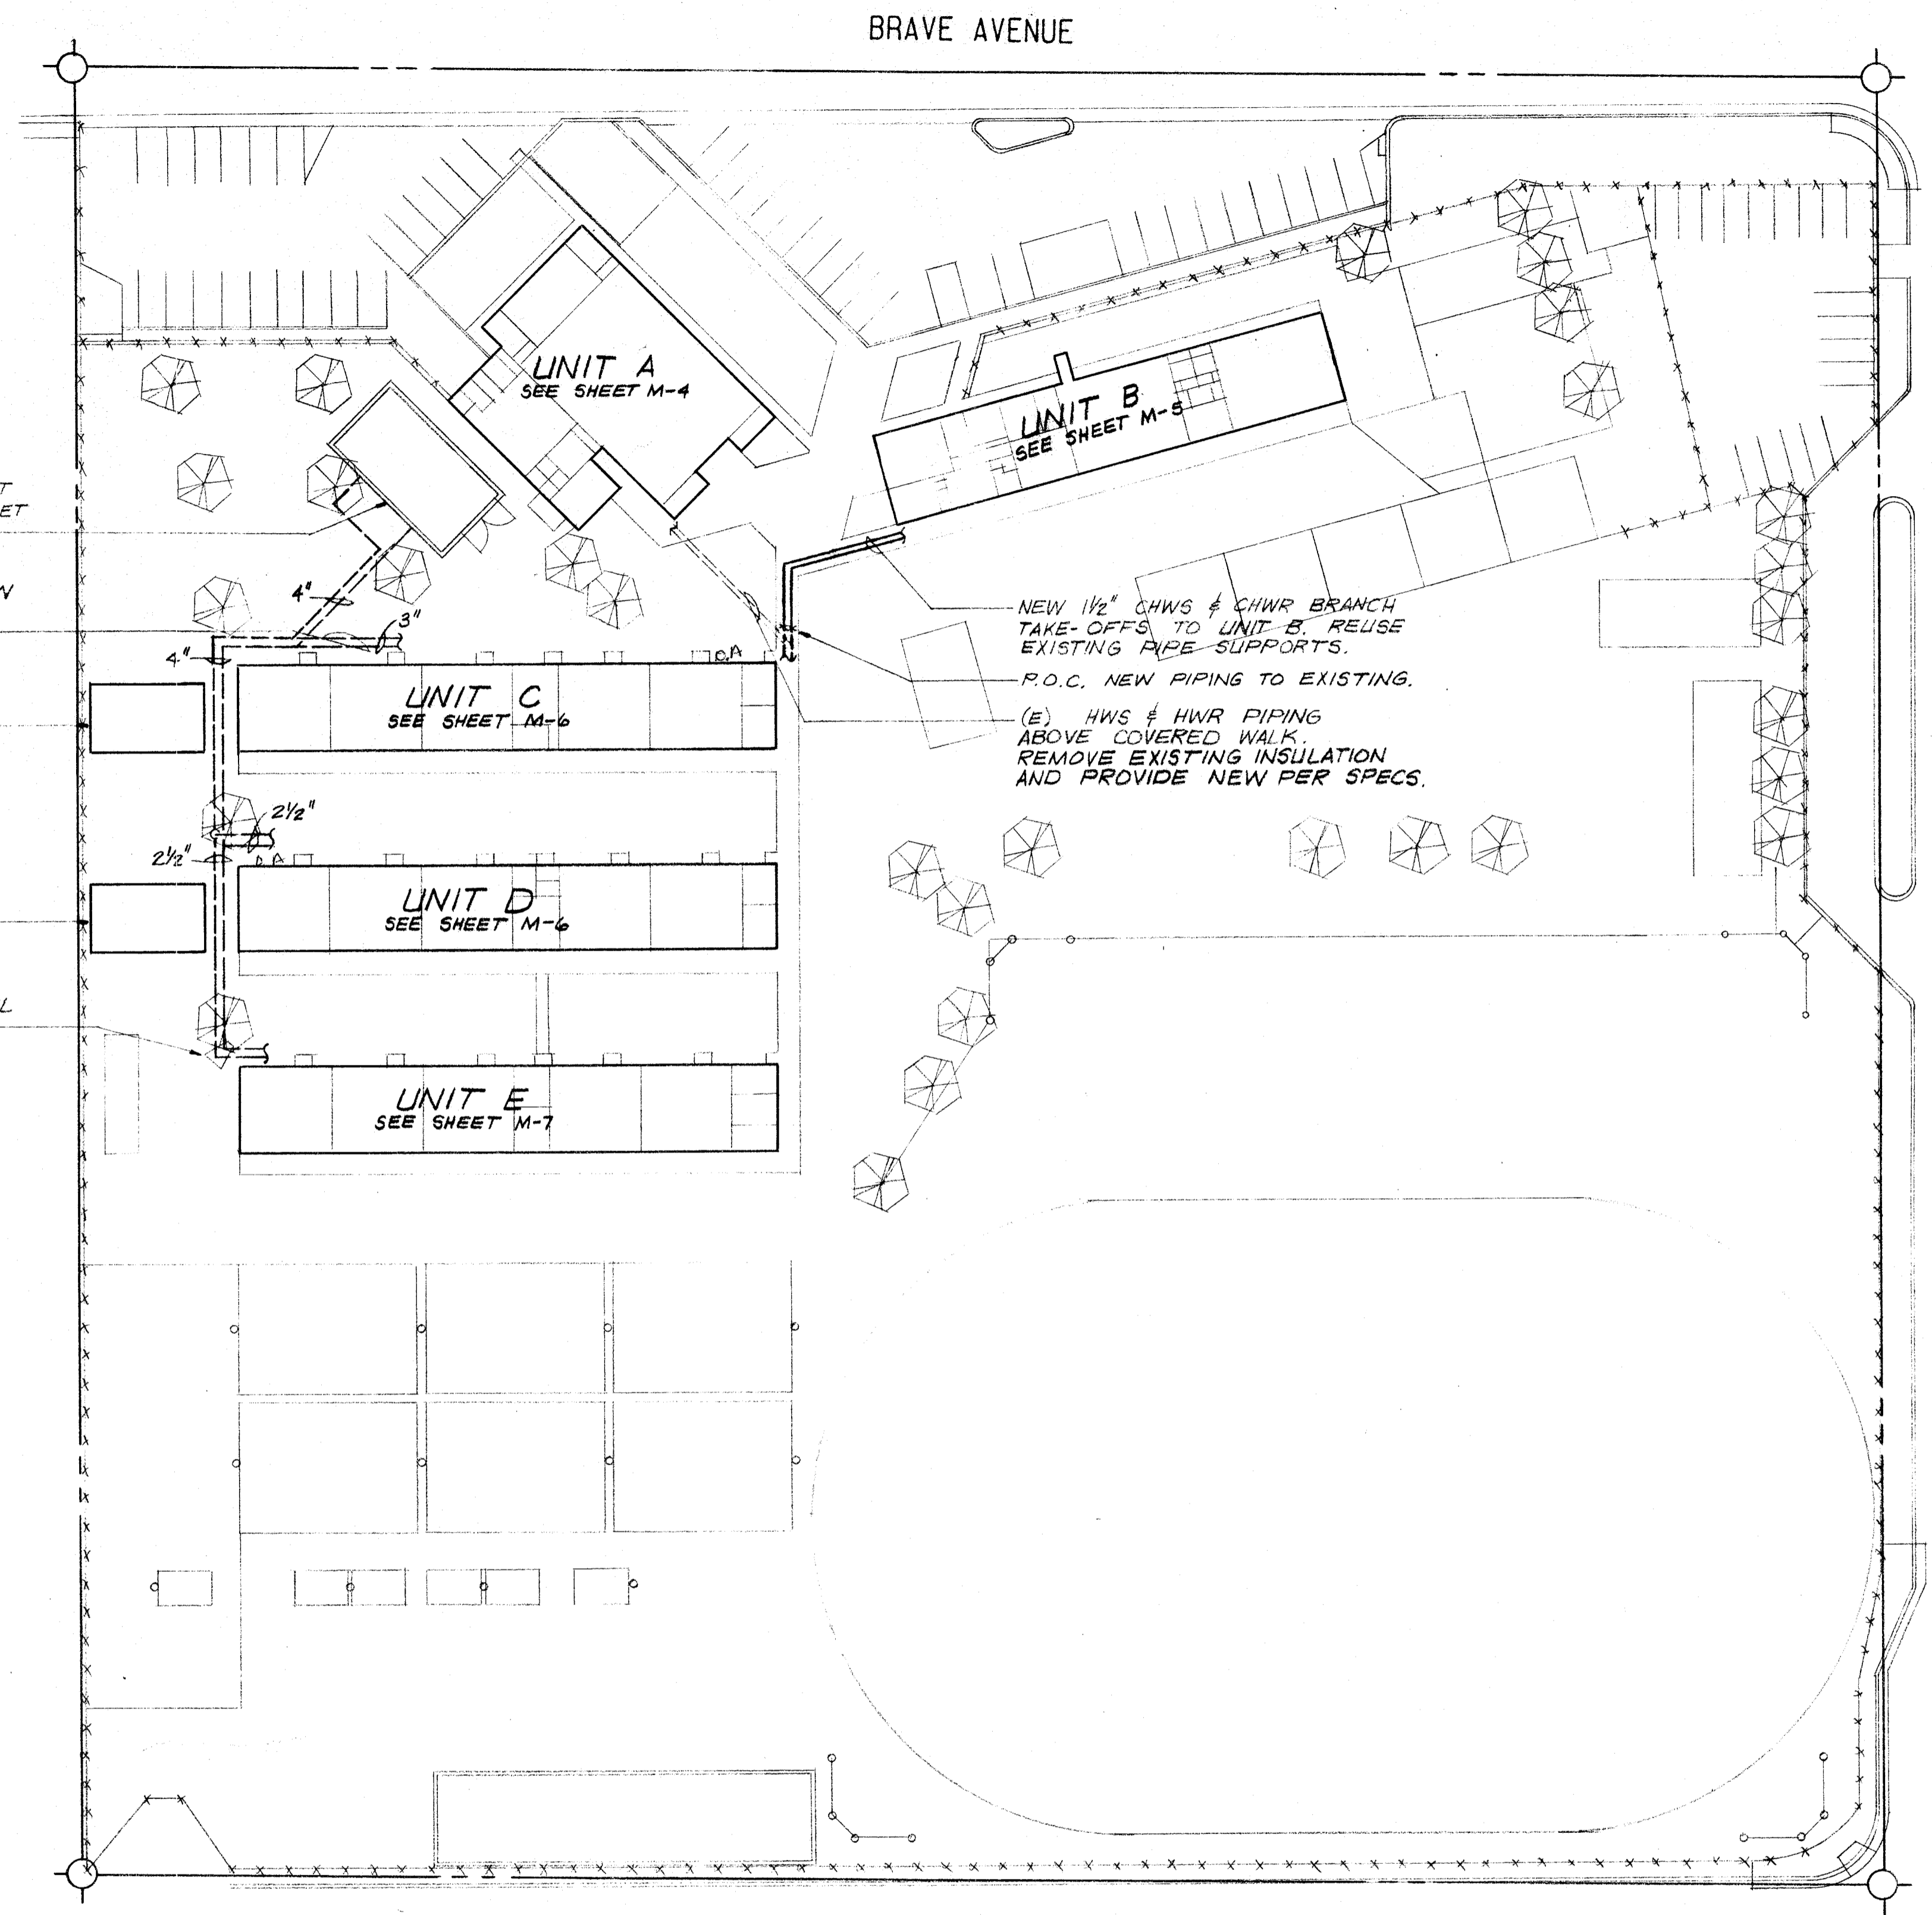 BRAVE AVENUE
UNIT A
SEE SHEET M-4
UNIT B
SEE SHEET M-5
4"
3"
4"
O.A
UNIT C
SEE SHEET M-6
NEW 1½" CHWS & CHWR BRANCH
TAKE-OFFS TO UNIT B. REUSE
EXISTING PIPE SUPPORTS.
P.O.C. NEW PIPING TO EXISTING.
(E) HWS & HWR PIPING
ABOVE COVERED WALK.
REMOVE EXISTING INSULATION
AND PROVIDE NEW PER SPECS.
2½"
2½"
O.A
UNIT D
SEE SHEET M-6
UNIT E
SEE SHEET M-7